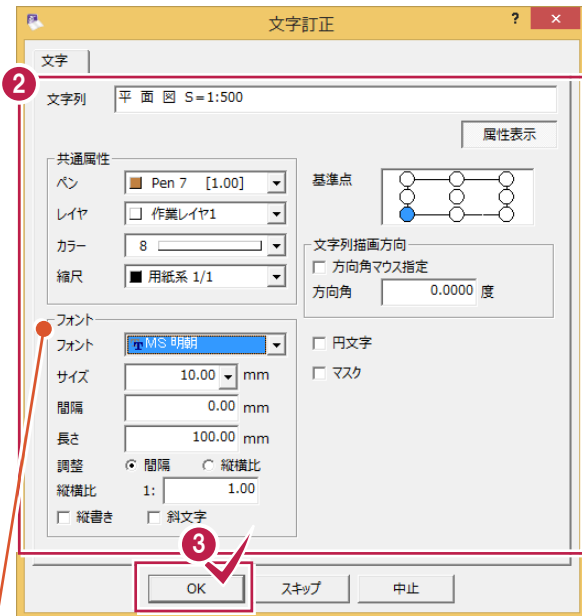 文字訂正 ?
文字
2
文字列 平 面 図 S=1:500
属性表示
共通属性
ペン Pen 7 [1.00]
レイヤ 作業レイヤ1
カラー 8
縮尺 用紙系 1/1
基準点
文字列描画方向
方向角マウス指定
方向角 0.0000 度
フォント
フォント MS 明朝
サイズ 10.00 mm
間隔 0.00 mm
長さ 100.00 mm
調整 間隔 縦横比
縦横比 1: 1.00
縦書き 斜文字
円文字
マスク
3
OK スキップ 中止